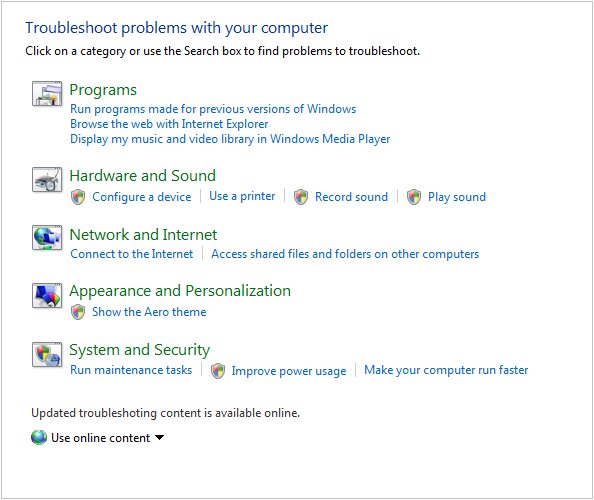 Troubleshoot problems with your computer
Click on a category or use the Search box to find problems to troubleshoot.
Programs
Run programs made for previous versions of Windows
Browse the web with Internet Explorer
Display my music and video library in Windows Media Player
Hardware and Sound
Configure a device Use a printer Record sound Play sound
Network and Internet
Connect to the Internet Access shared files and folders on other computers
Appearance and Personalization
Show the Aero theme
System and Security
Run maintenance tasks Improve power usage Make your computer run faster
Updated troubleshoting content is available online.
Use online content